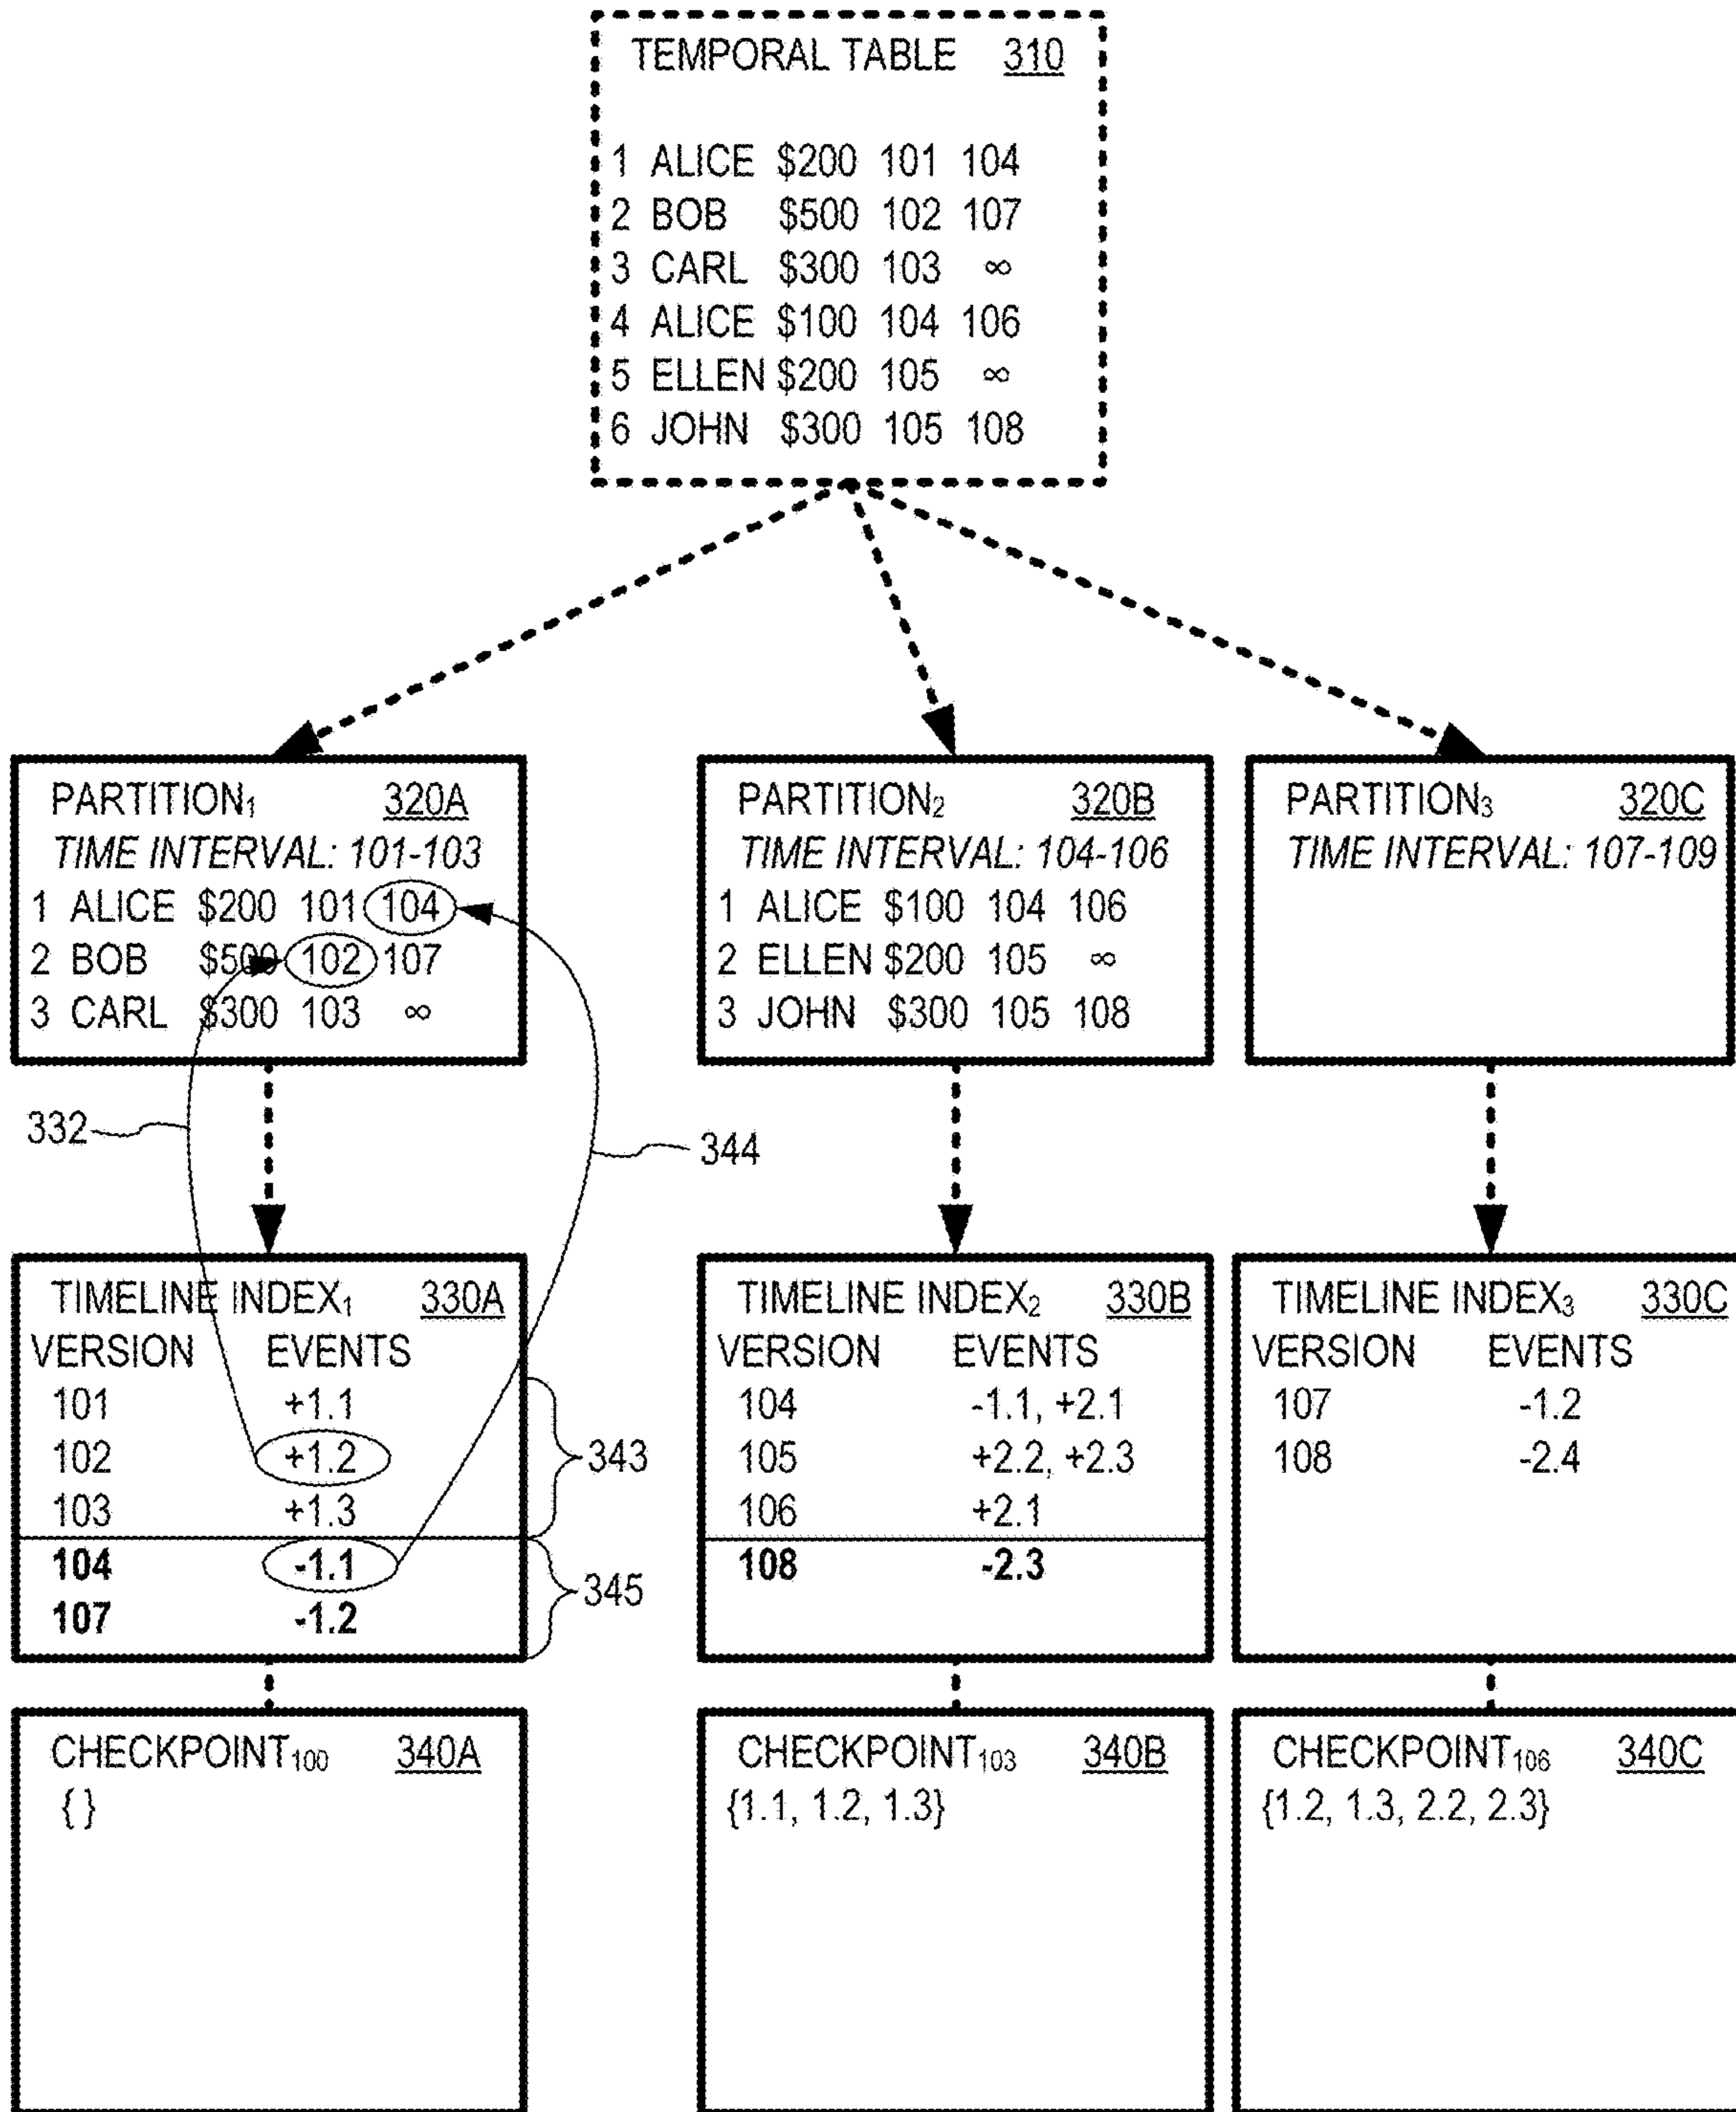 TEMPORAL TABLE 310
1 ALICE $200 101 104
2 BOB $500 102 107
3 CARL $300 103 ∞
4 ALICE $100 104 106
5 ELLEN $200 105 ∞
6 JOHN $300 105 108
PARTITION₁ 320A
TIME INTERVAL: 101-103
1 ALICE $200 101 104
2 BOB $500 102 107
3 CARL $300 103 ∞
PARTITION₂ 320B
TIME INTERVAL: 104-106
1 ALICE $100 104 106
2 ELLEN $200 105 ∞
3 JOHN $300 105 108
PARTITION₃ 320C
TIME INTERVAL: 107-109
332
344
TIMELINE INDEX₁ 330A
VERSION EVENTS
101 +1.1
102 +1.2
103 +1.3
104 -1.1
107 -1.2
343
345
TIMELINE INDEX₂ 330B
VERSION EVENTS
104 -1.1, +2.1
105 +2.2, +2.3
106 +2.1
108 -2.3
TIMELINE INDEX₃ 330C
VERSION EVENTS
107 -1.2
108 -2.4
CHECKPOINT₁₀₀ 340A
{ }
CHECKPOINT₁₀₃ 340B
{1.1, 1.2, 1.3}
CHECKPOINT₁₀₆ 340C
{1.2, 1.3, 2.2, 2.3}